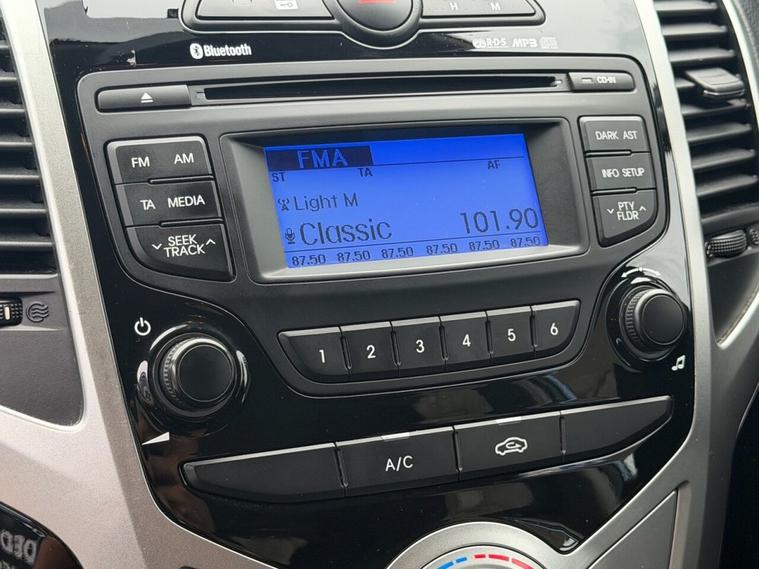 H M
Bluetooth
R·D·S MP3
CD-IN
FM AM
TA MEDIA
SEEK
TRACK
FMA
ST TA AF
Light M
Classic 101.90
87.50 87.50 87.50 87.50 87.50 87.50
DARK AST
INFO SETUP
PTY
FLDR
1 2 3 4 5 6
A/C